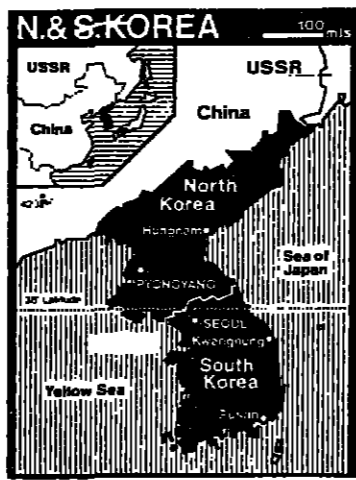 N.& S.KOREA
100
mls
USSR
China
USSR
China
North
Korea
Hungnam
Sea of
Japan
PYONGYANG
38° Latitude
SEOUL
Kwangnung
South
Korea
Yellow Sea
Pusan